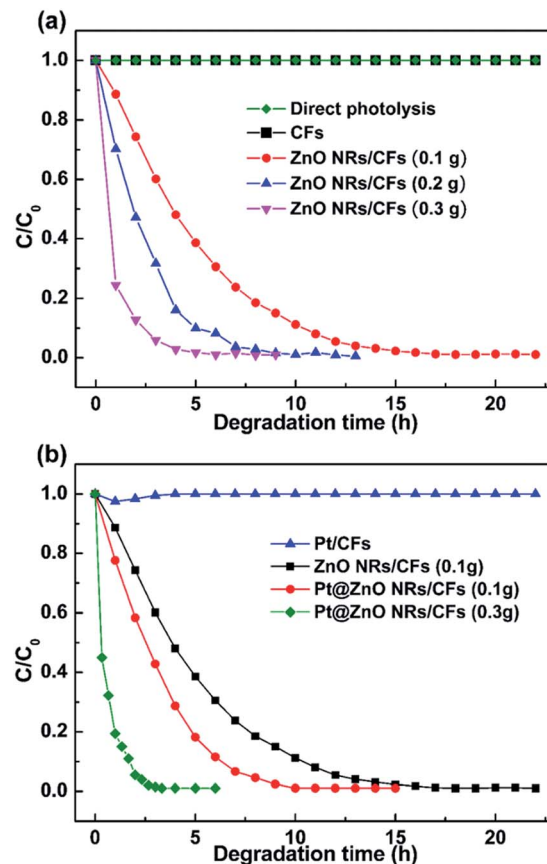 (a)
1.0
0.8
0.6
0.4
0.2
0.0
C/C0
Direct photolysis
CFs
ZnO NRs/CFs (0.1 g)
ZnO NRs/CFs (0.2 g)
ZnO NRs/CFs (0.3 g)
0 5 10 15 20
Degradation time (h)
(b)
1.0
0.8
0.6
0.4
0.2
0.0
C/C0
Pt/CFs
ZnO NRs/CFs (0.1g)
Pt@ZnO NRs/CFs (0.1g)
Pt@ZnO NRs/CFs (0.3g)
0 5 10 15 20
Degradation time (h)